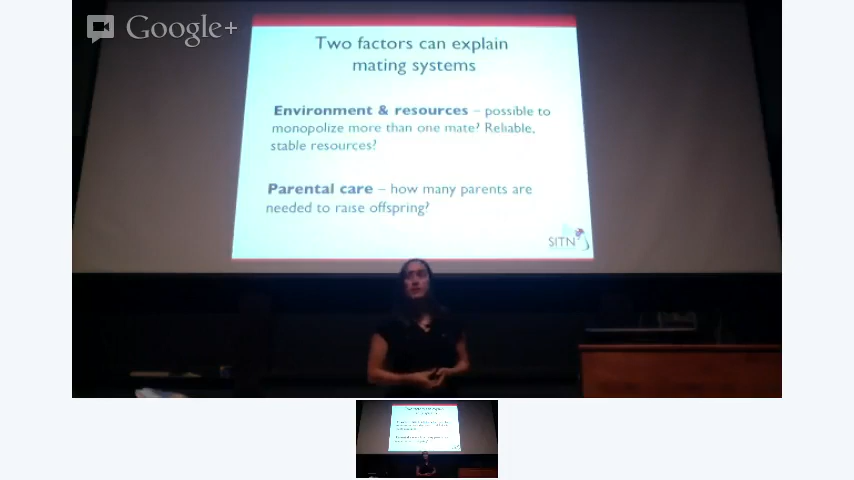 Google+
Two factors can explain
mating systems
Environment & resources – possible to
monopolize more than one mate? Reliable,
stable resources?
Parental care – how many parents are
needed to raise offspring?
SITN